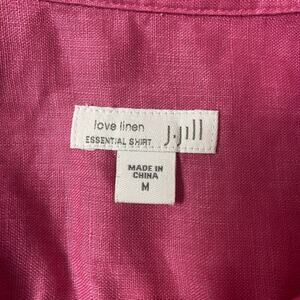 love linen
ESSENTIAL SHIRT
J.Jill
MADE IN
CHINA
M